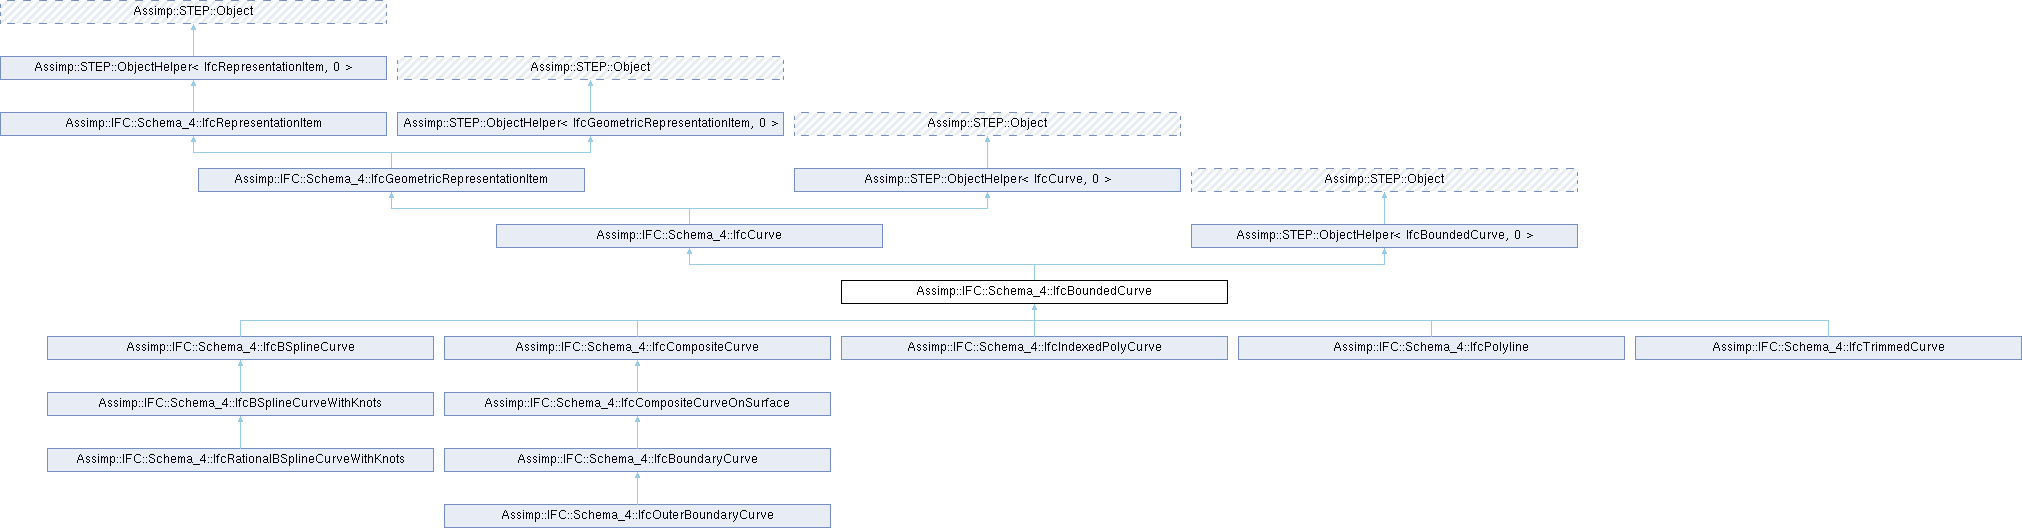 Assimp::STEP::Object
Assimp::STEP::ObjectHelper< IfcRepresentationItem, 0 >
Assimp::STEP::Object
Assimp::IFC::Schema_4::IfcRepresentationItem
Assimp::STEP::ObjectHelper< IfcGeometricRepresentationItem, 0 >
Assimp::STEP::Object
Assimp::IFC::Schema_4::IfcGeometricRepresentationItem
Assimp::STEP::ObjectHelper< IfcCurve, 0 >
Assimp::STEP::Object
Assimp::IFC::Schema_4::IfcCurve
Assimp::STEP::ObjectHelper< IfcBoundedCurve, 0 >
Assimp::IFC::Schema_4::IfcBoundedCurve
Assimp::IFC::Schema_4::IfcBSplineCurve
Assimp::IFC::Schema_4::IfcCompositeCurve
Assimp::IFC::Schema_4::IfcIndexedPolyCurve
Assimp::IFC::Schema_4::IfcPolyline
Assimp::IFC::Schema_4::IfcTrimmedCurve
Assimp::IFC::Schema_4::IfcBSplineCurveWithKnots
Assimp::IFC::Schema_4::IfcCompositeCurveOnSurface
Assimp::IFC::Schema_4::IfcRationalBSplineCurveWithKnots
Assimp::IFC::Schema_4::IfcBoundaryCurve
Assimp::IFC::Schema_4::IfcOuterBoundaryCurve